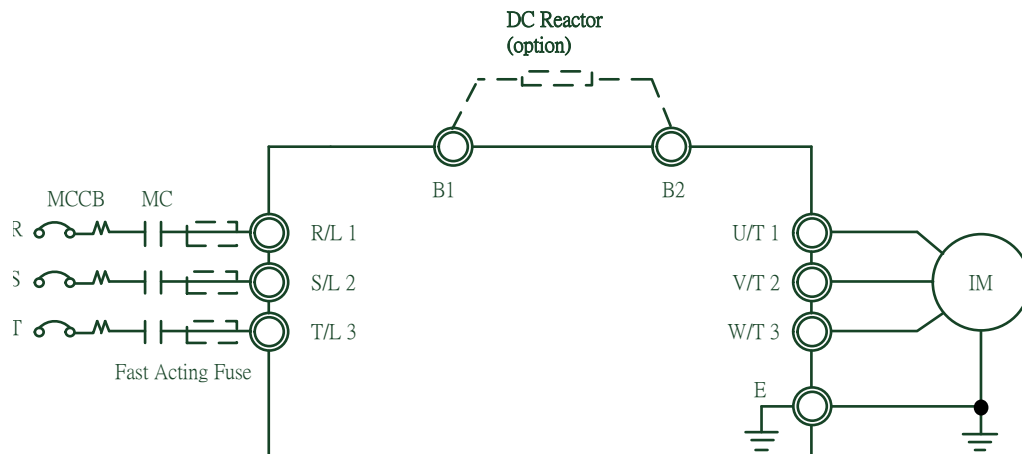 DC Reactor
(option)
B1
B2
MCCB MC
R
R/L 1
U/T 1
S
S/L 2
V/T 2
IM
T
T/L 3
W/T 3
Fast Acting Fuse
E